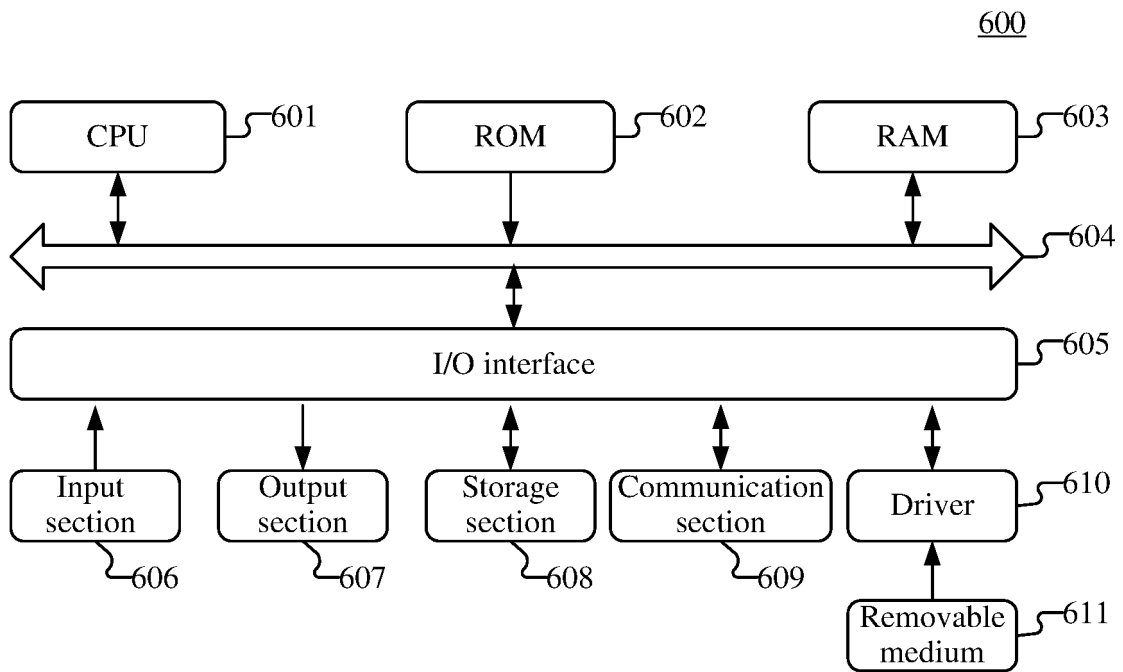 600
CPU
601
ROM
602
RAM
603
604
I/O interface
605
Input
section
606
Output
section
607
Storage
section
608
Communication
section
609
Driver
610
Removable
medium
611